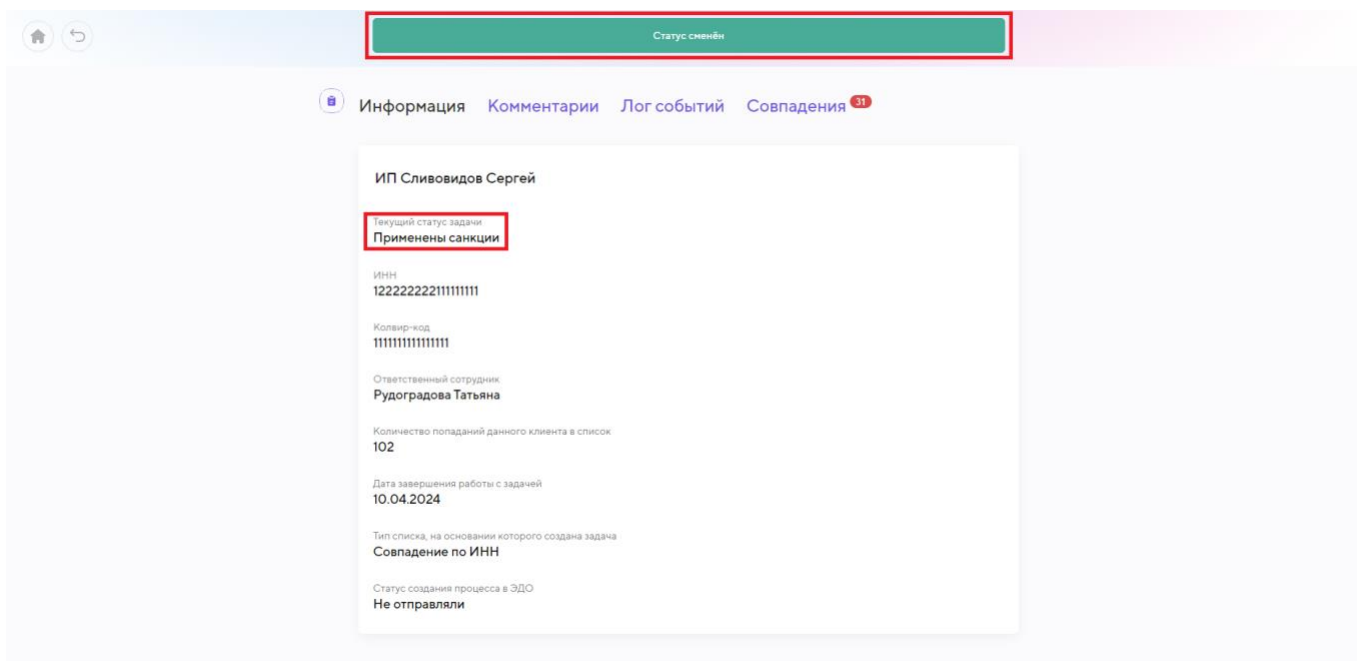 Статус сменён
Информация Комментарии Лог событий Совпадения 31
ИП Сливовидов Сергей
Текущий статус задачи
Применены санкции
ИНН
122222222111111111
Колвир-код
1111111111111111
Ответственный сотрудник
Рудоградова Татьяна
Количество попаданий данного клиента в список
102
Дата завершения работы с задачей
10.04.2024
Тип списка, на основании которого создана задача
Совпадение по ИНН
Статус создания процесса в ЭДО
Не отправляли